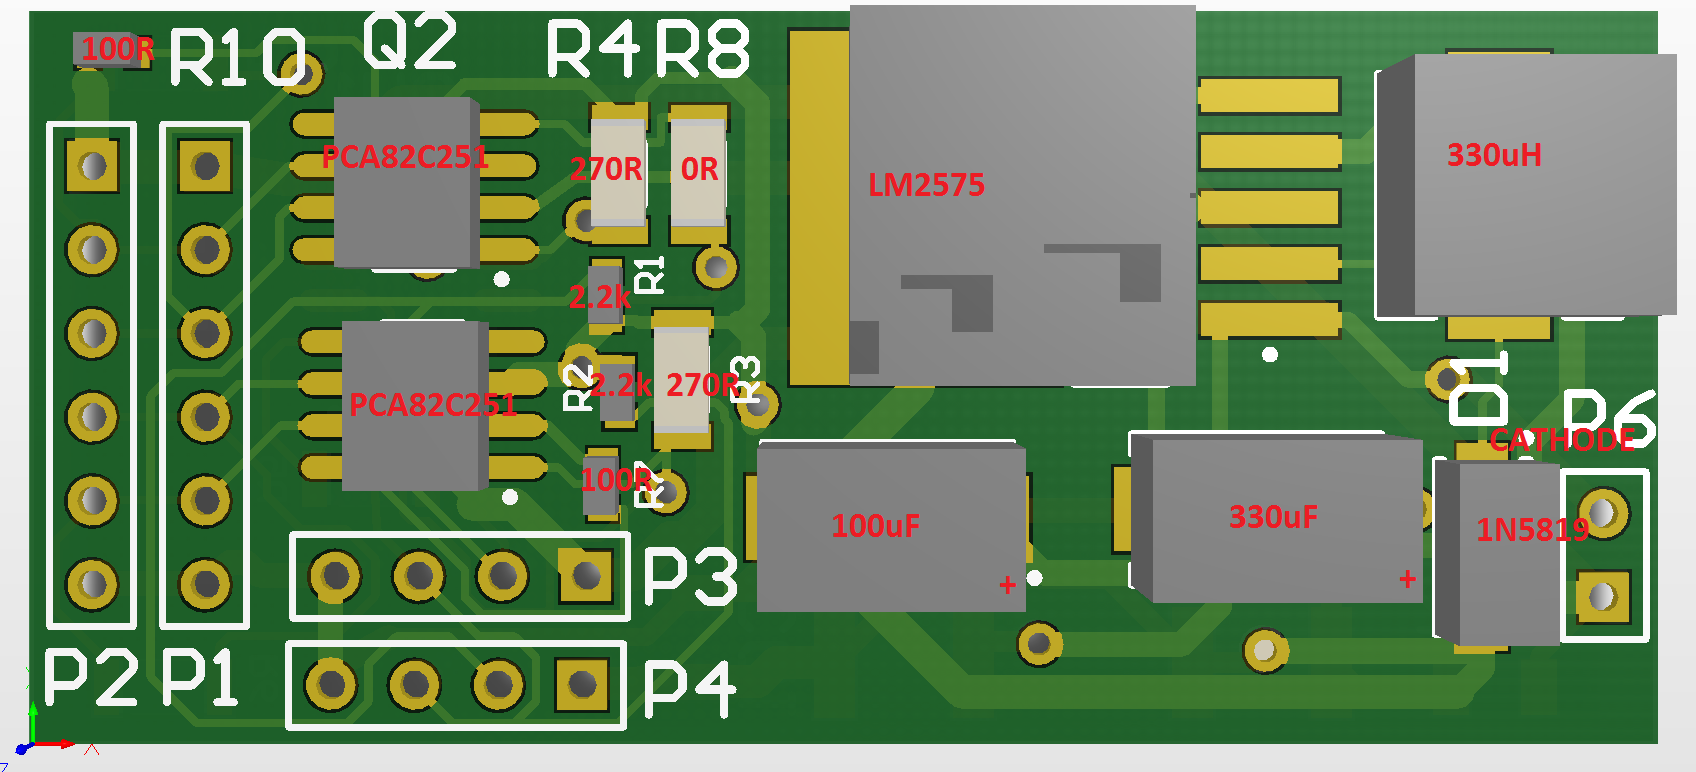 100R
R10
Q2
R4
R8
PCA82C251
270R
0R
LM2575
330uH
R1
2.2k
R2
2.2k
270R
R3
PCA82C251
D1
P6
CATHODE
100R
100uF
+
330uF
+
1N5819
P3
P2
P1
P4